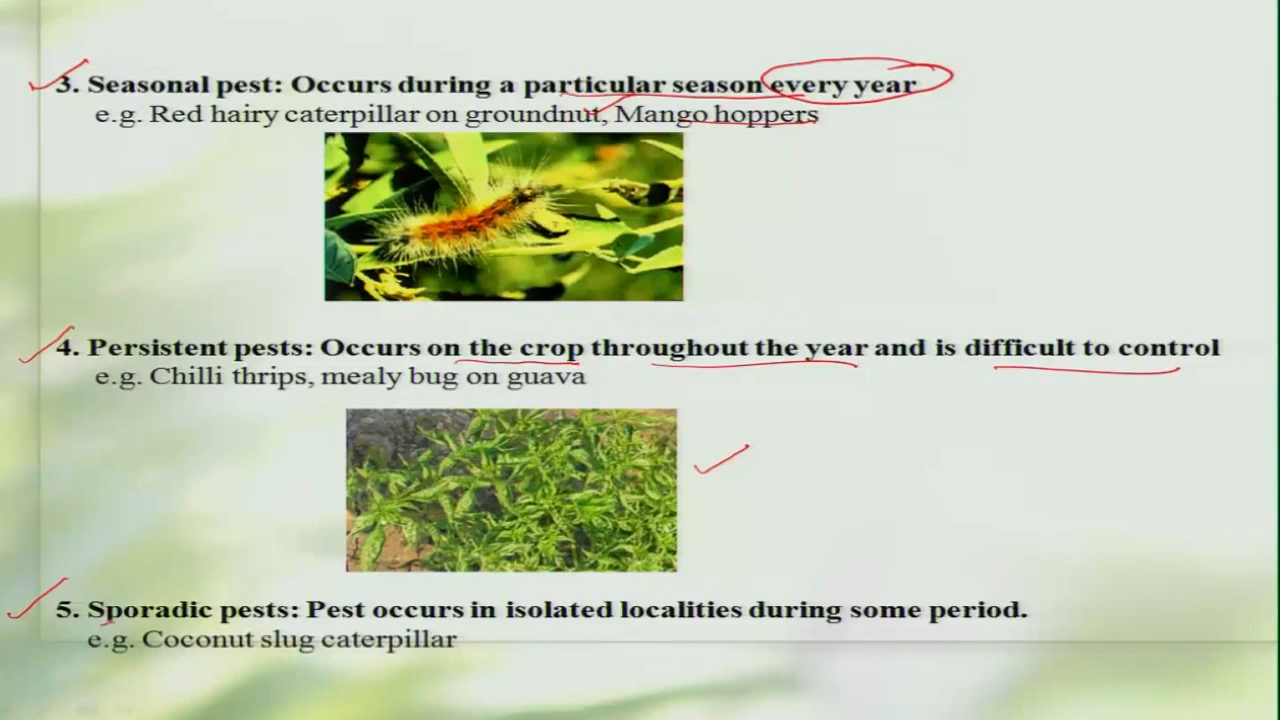 3. Seasonal pest: Occurs during a particular season every year
e.g. Red hairy caterpillar on groundnut, Mango hoppers
4. Persistent pests: Occurs on the crop throughout the year and is difficult to control
e.g. Chilli thrips, mealy bug on guava
5. Sporadic pests: Pest occurs in isolated localities during some period.
e.g. Coconut slug caterpillar